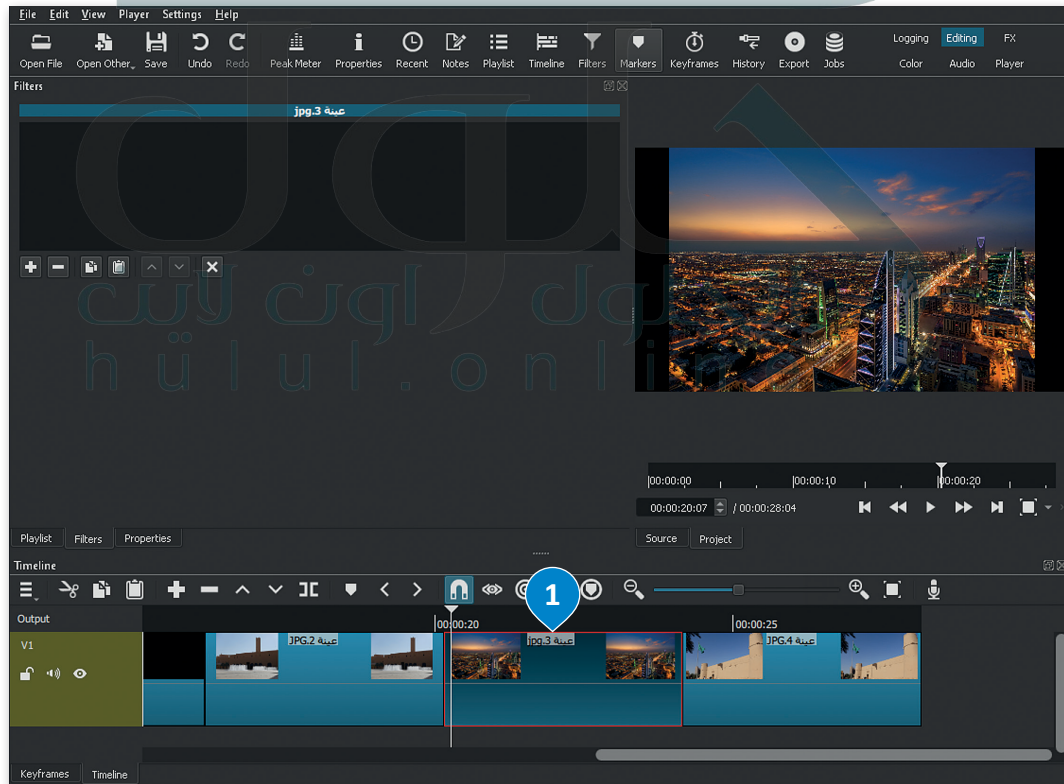 File Edit View Player Settings Help
Open File Open Other... Save Undo Redo Peak Meter Properties Recent Notes Playlist Timeline Filters Markers Keyframes History Export Jobs
Logging Editing FX
Color Audio Player
Filters
عينة 3.jpg
حلول اون لاين
hülul.online
00:00:00 00:00:10 00:00:20
00:00:20:07 / 00:00:28:04
Playlist Filters Properties
Source Project
Timeline
1
Output
00:00:20 00:00:25
V1
عينة 2.JPG عينة 3.jpg عينة 4.JPG
Keyframes Timeline